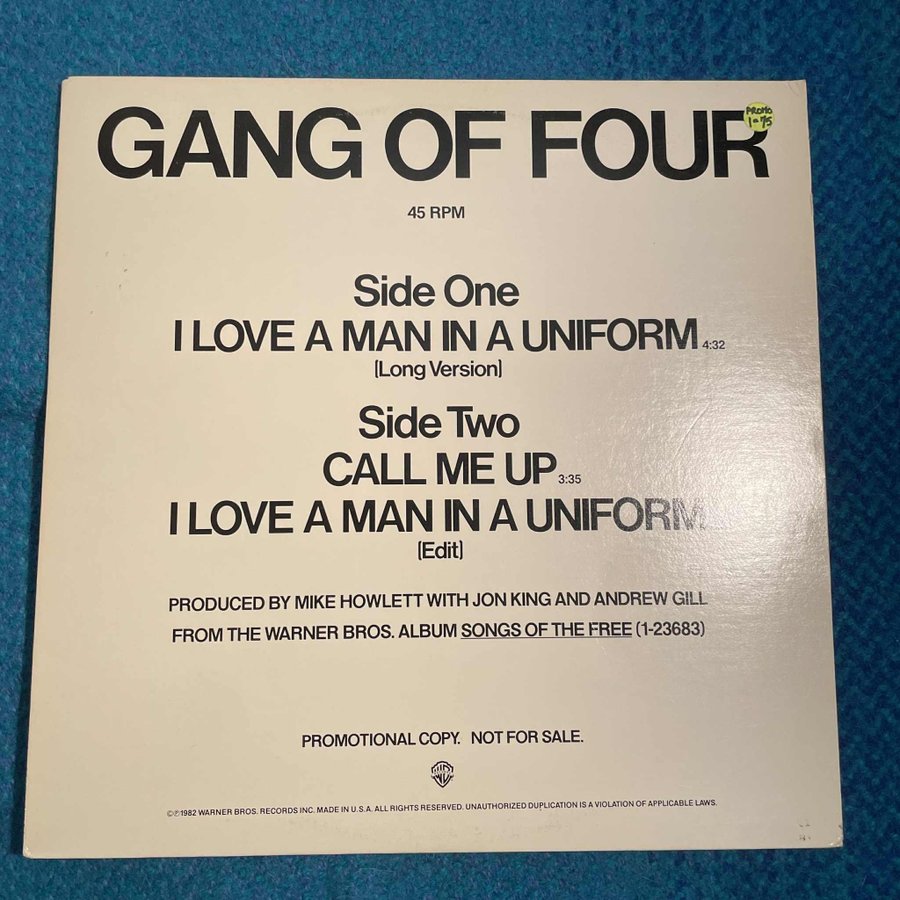 GANG OF FOUR
PROMO
1.75
45 RPM
Side One
I LOVE A MAN IN A UNIFORM 4:32
(Long Version)
Side Two
CALL ME UP 3:35
I LOVE A MAN IN A UNIFORM
(Edit)
PRODUCED BY MIKE HOWLETT WITH JON KING AND ANDREW GILL
FROM THE WARNER BROS. ALBUM SONGS OF THE FREE (1-23683)
PROMOTIONAL COPY. NOT FOR SALE.
©℗1982 WARNER BROS. RECORDS INC. MADE IN U.S.A. ALL RIGHTS RESERVED. UNAUTHORIZED DUPLICATION IS A VIOLATION OF APPLICABLE LAWS.